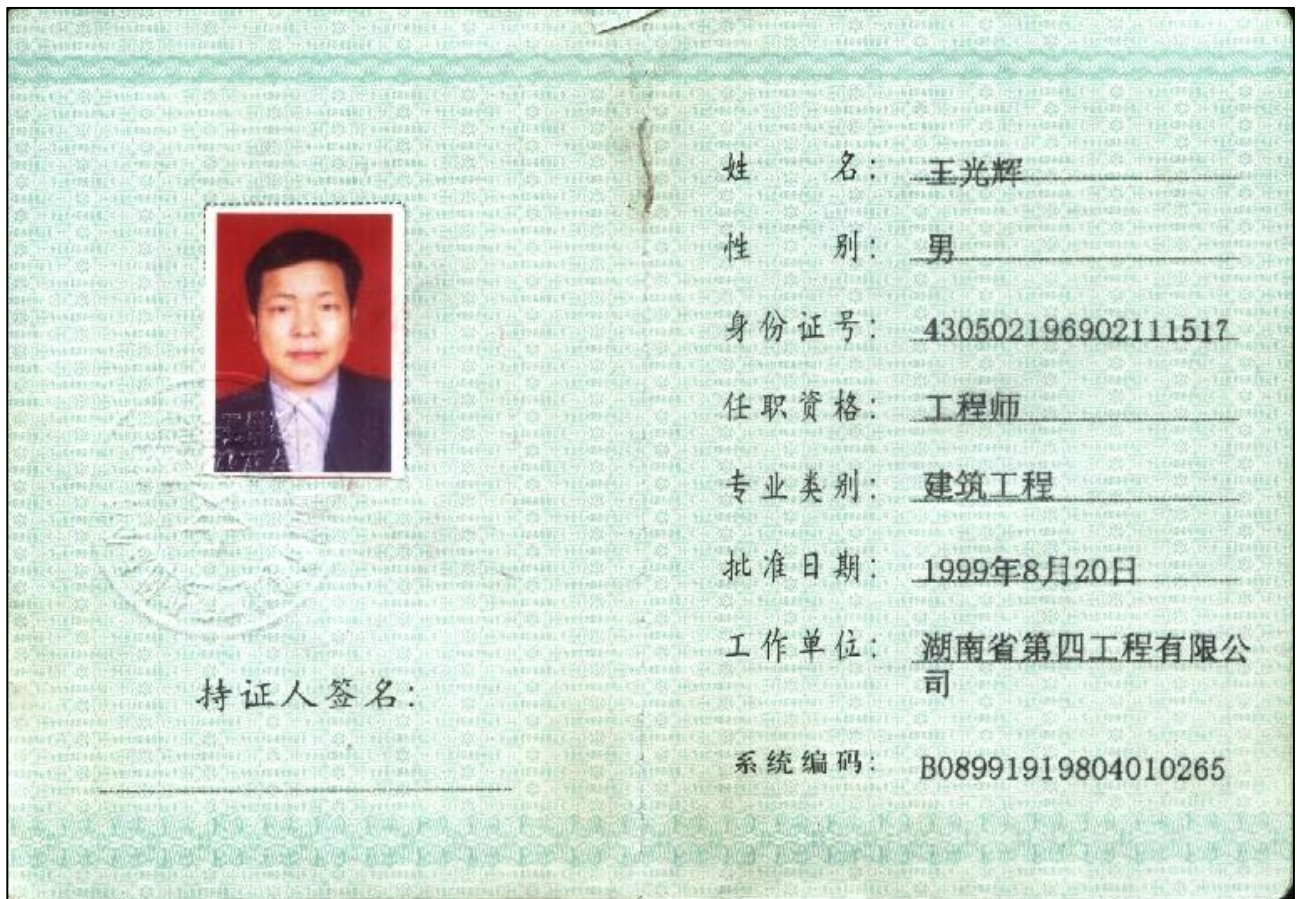 持证人签名:
姓 名: 王光辉
性 别: 男
身份证号: 430502196902111517
任职资格: 工程师
专业类别: 建筑工程
批准日期: 1999年8月20日
工作单位: 湖南省第四工程有限公
司
系统编码: B08991919804010265